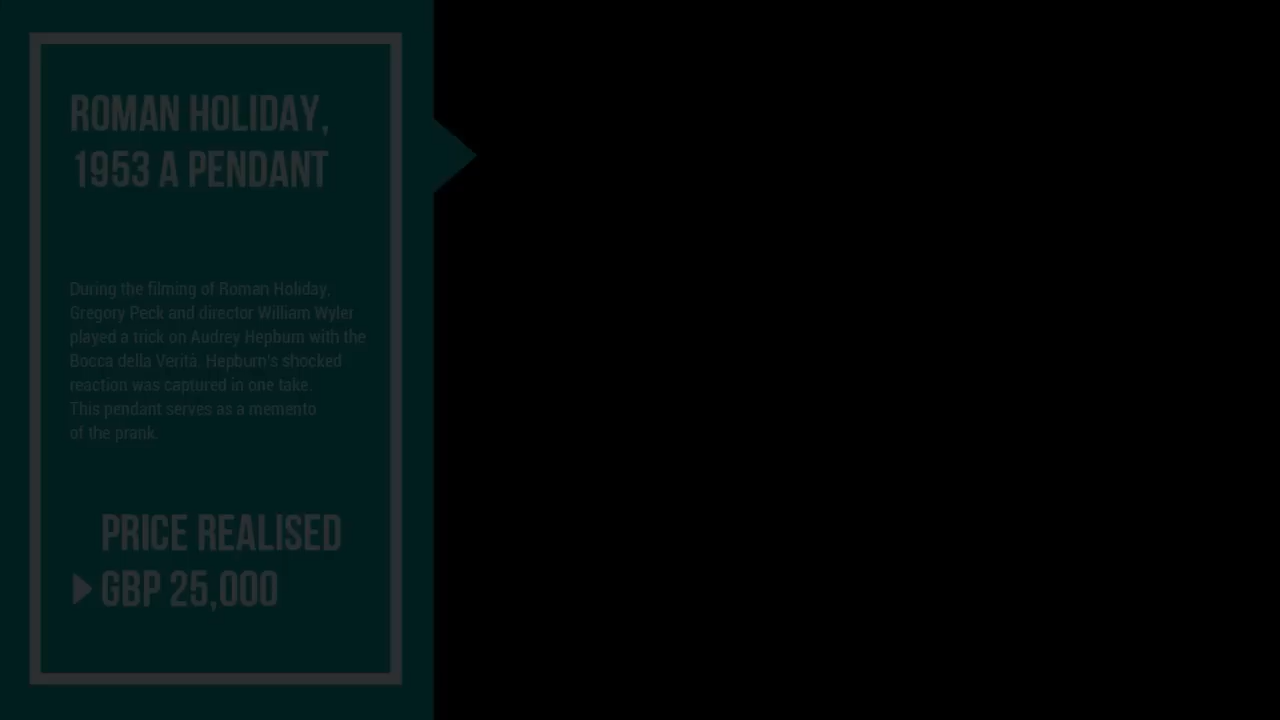 ROMAN HOLIDAY,
1953 A PENDANT
During the filming of Roman Holiday,
Gregory Peck and director William Wyler
played a trick on Audrey Hepburn with the
Bocca della Verità. Hepburn's shocked
reaction was captured in one take.
This pendant serves as a memento
of the prank.
PRICE REALISED
GBP 25,000